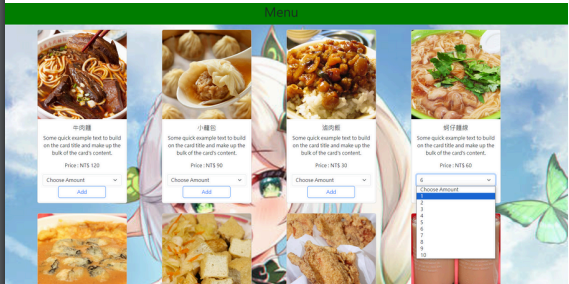 Menu
牛肉麵
Some quick example text to build
on the card title and make up the
bulk of the card's content.
Price : NT$ 120
Choose Amount
Add
小籠包
Some quick example text to build
on the card title and make up the
bulk of the card's content.
Price : NT$ 90
Choose Amount
Add
滷肉飯
Some quick example text to build
on the card title and make up the
bulk of the card's content.
Price : NT$ 30
Choose Amount
Add
蚵仔麵線
Some quick example text to build
on the card title and make up the
bulk of the card's content.
Price : NT$ 60
6
Choose Amount
1
2
3
4
5
6
7
8
9
10